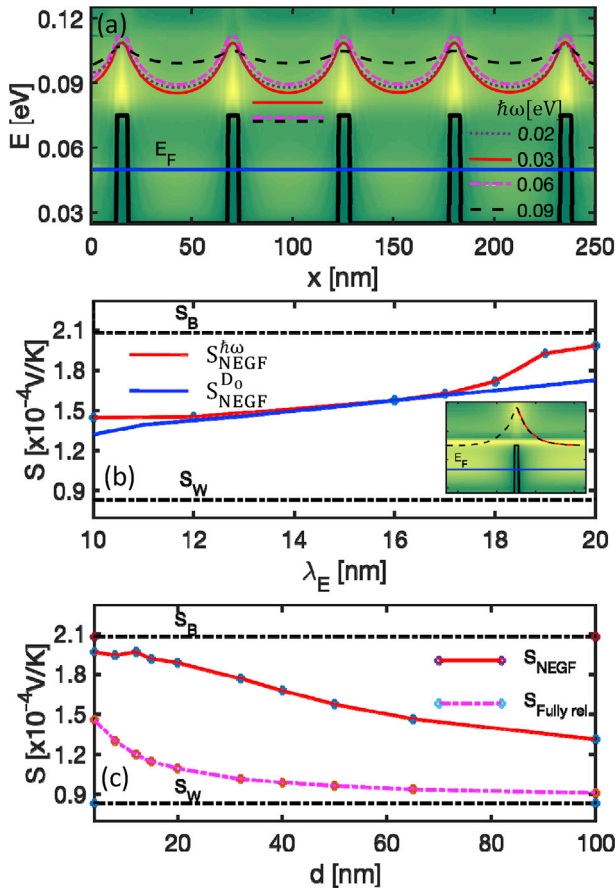 (a)
0.12
0.09
0.06
0.03
E [eV]
E_F
ħω[eV]
0.02
0.03
0.06
0.09
0 50 100 150 200 250
x [nm]
S_B
2.1
1.8
1.5
1.2
0.9
S [x10⁻⁴V/K]
S_NEGF^ħω
S_NEGF^D₀
E_F
(b)
S_W
10 12 14 16 18 20
λ_E [nm]
S_B
2.1
1.8
1.5
1.2
0.9
S [x10⁻⁴V/K]
S_NEGF
S_Fully rel
(c)
S_W
20 40 60 80 100
d [nm]